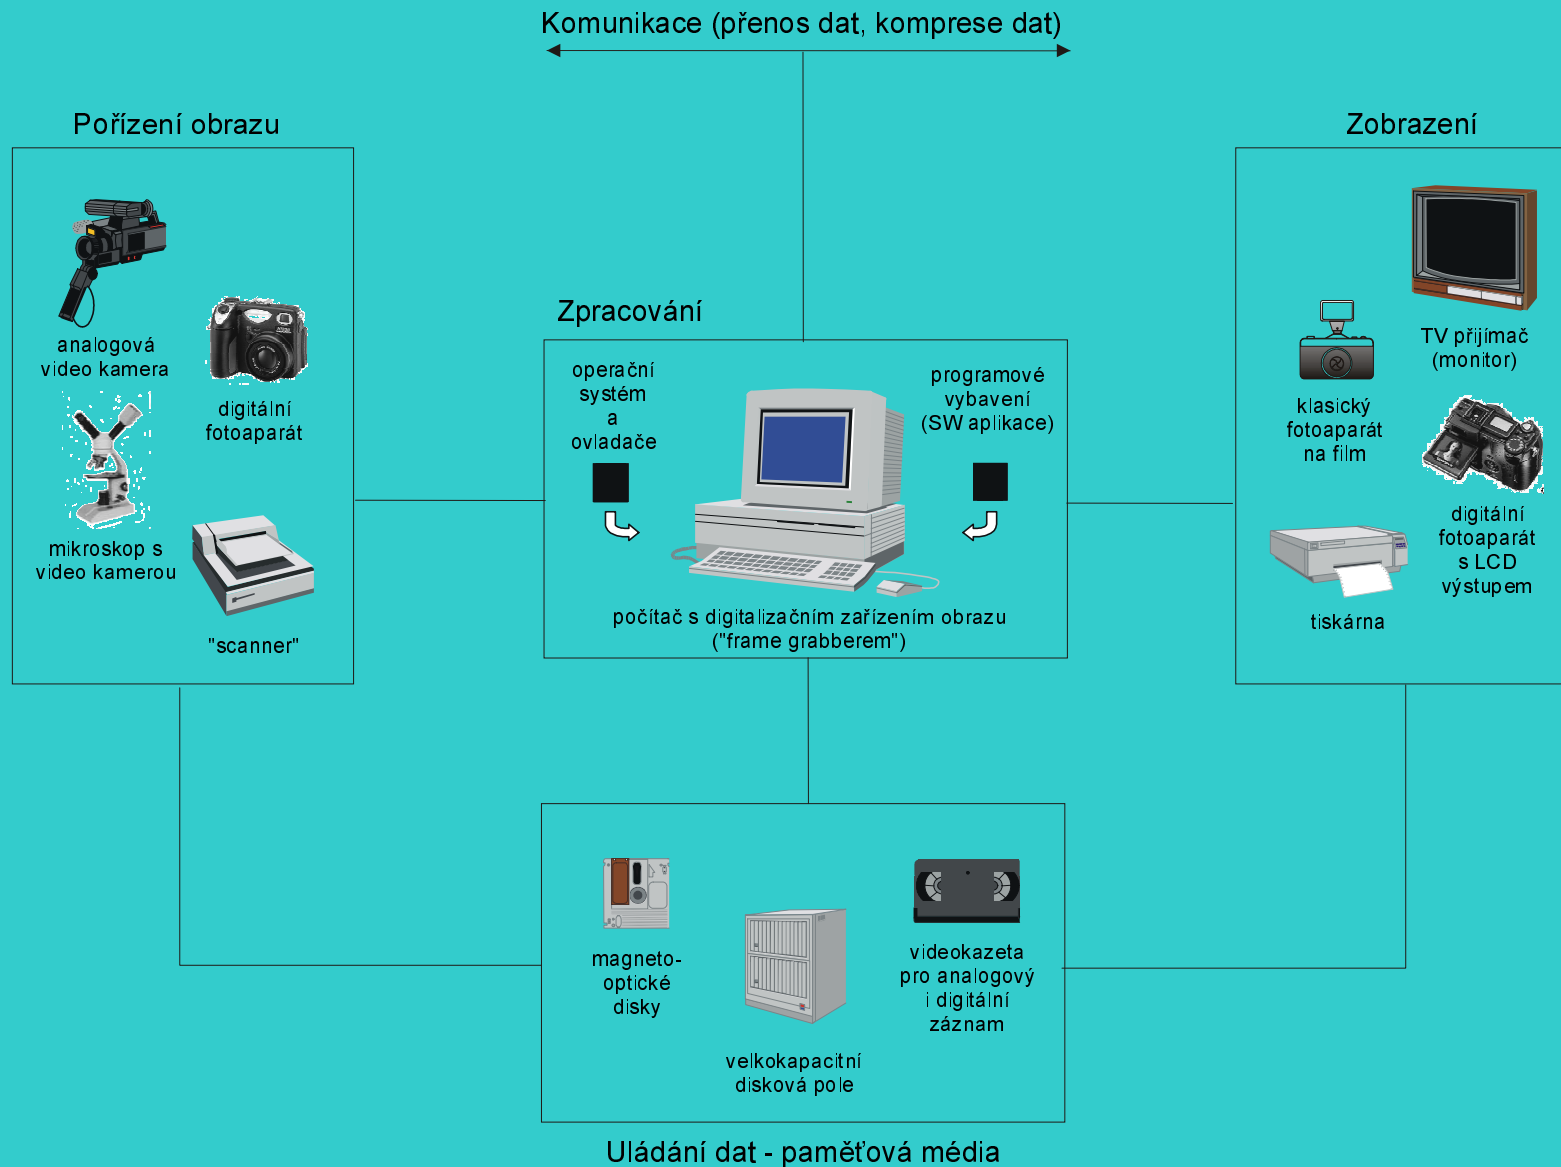 Komunikace (přenos dat, komprese dat)
Pořízení obrazu
analogová
video kamera
digitální
fotoaparát
mikroskop s
video kamerou
"scanner"
Zpracování
operační
systém
a
ovladače
programové
vybavení
(SW aplikace)
počítač s digitalizačním zařízením obrazu
("frame grabberem")
Zobrazení
TV přijímač
(monitor)
klasický
fotoaparát
na film
digitální
fotoaparát
s LCD
výstupem
tiskárna
magneto-
optické
disky
velkokapacitní
disková pole
videokazeta
pro analogový
i digitální
záznam
Uládání dat - paměťová média